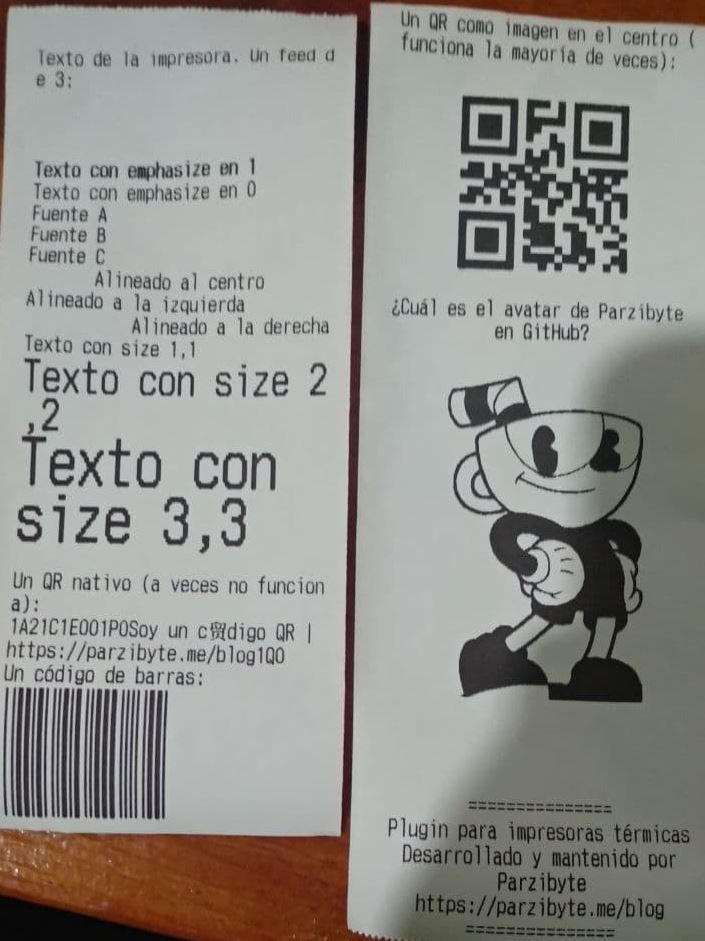 Texto de la impresora. Un feed d
e 3:
Texto con emphasize en 1
Texto con emphasize en 0
Fuente A
Fuente B
Fuente C
Alineado al centro
Alineado a la izquierda
Alineado a la derecha
Texto con size 1,1
Texto con size 2
,2
Texto con
size 3,3
Un QR nativo (a veces no funcion
a):
1A21C1E001P0Soy un c贸digo QR |
https://parzibyte.me/blog1Q0
Un código de barras:
Un QR como imagen en el centro (
funciona la mayoría de veces):
¿Cuál es el avatar de Parzibyte
en GitHub?
===============
Plugin para impresoras térmicas
Desarrollado y mantenido por
Parzibyte
https://parzibyte.me/blog
===============